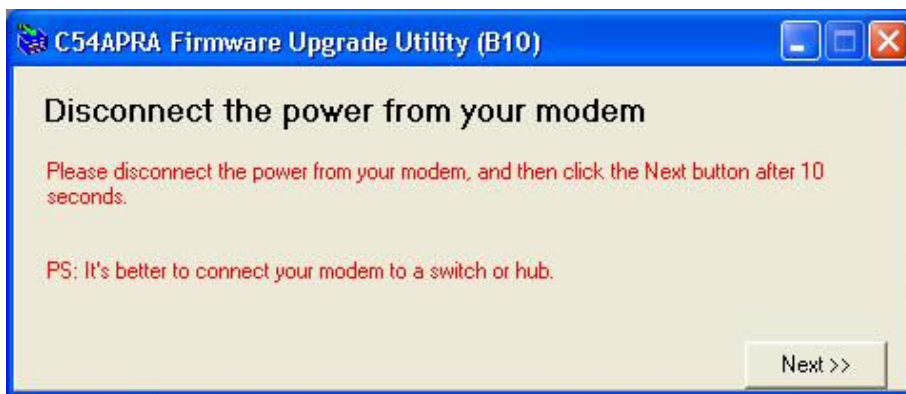 C54APRA Firmware Upgrade Utility (B10)
Disconnect the power from your modem
Please disconnect the power from your modem, and then click the Next button after 10
seconds.
PS: It's better to connect your modem to a switch or hub.
Next >>